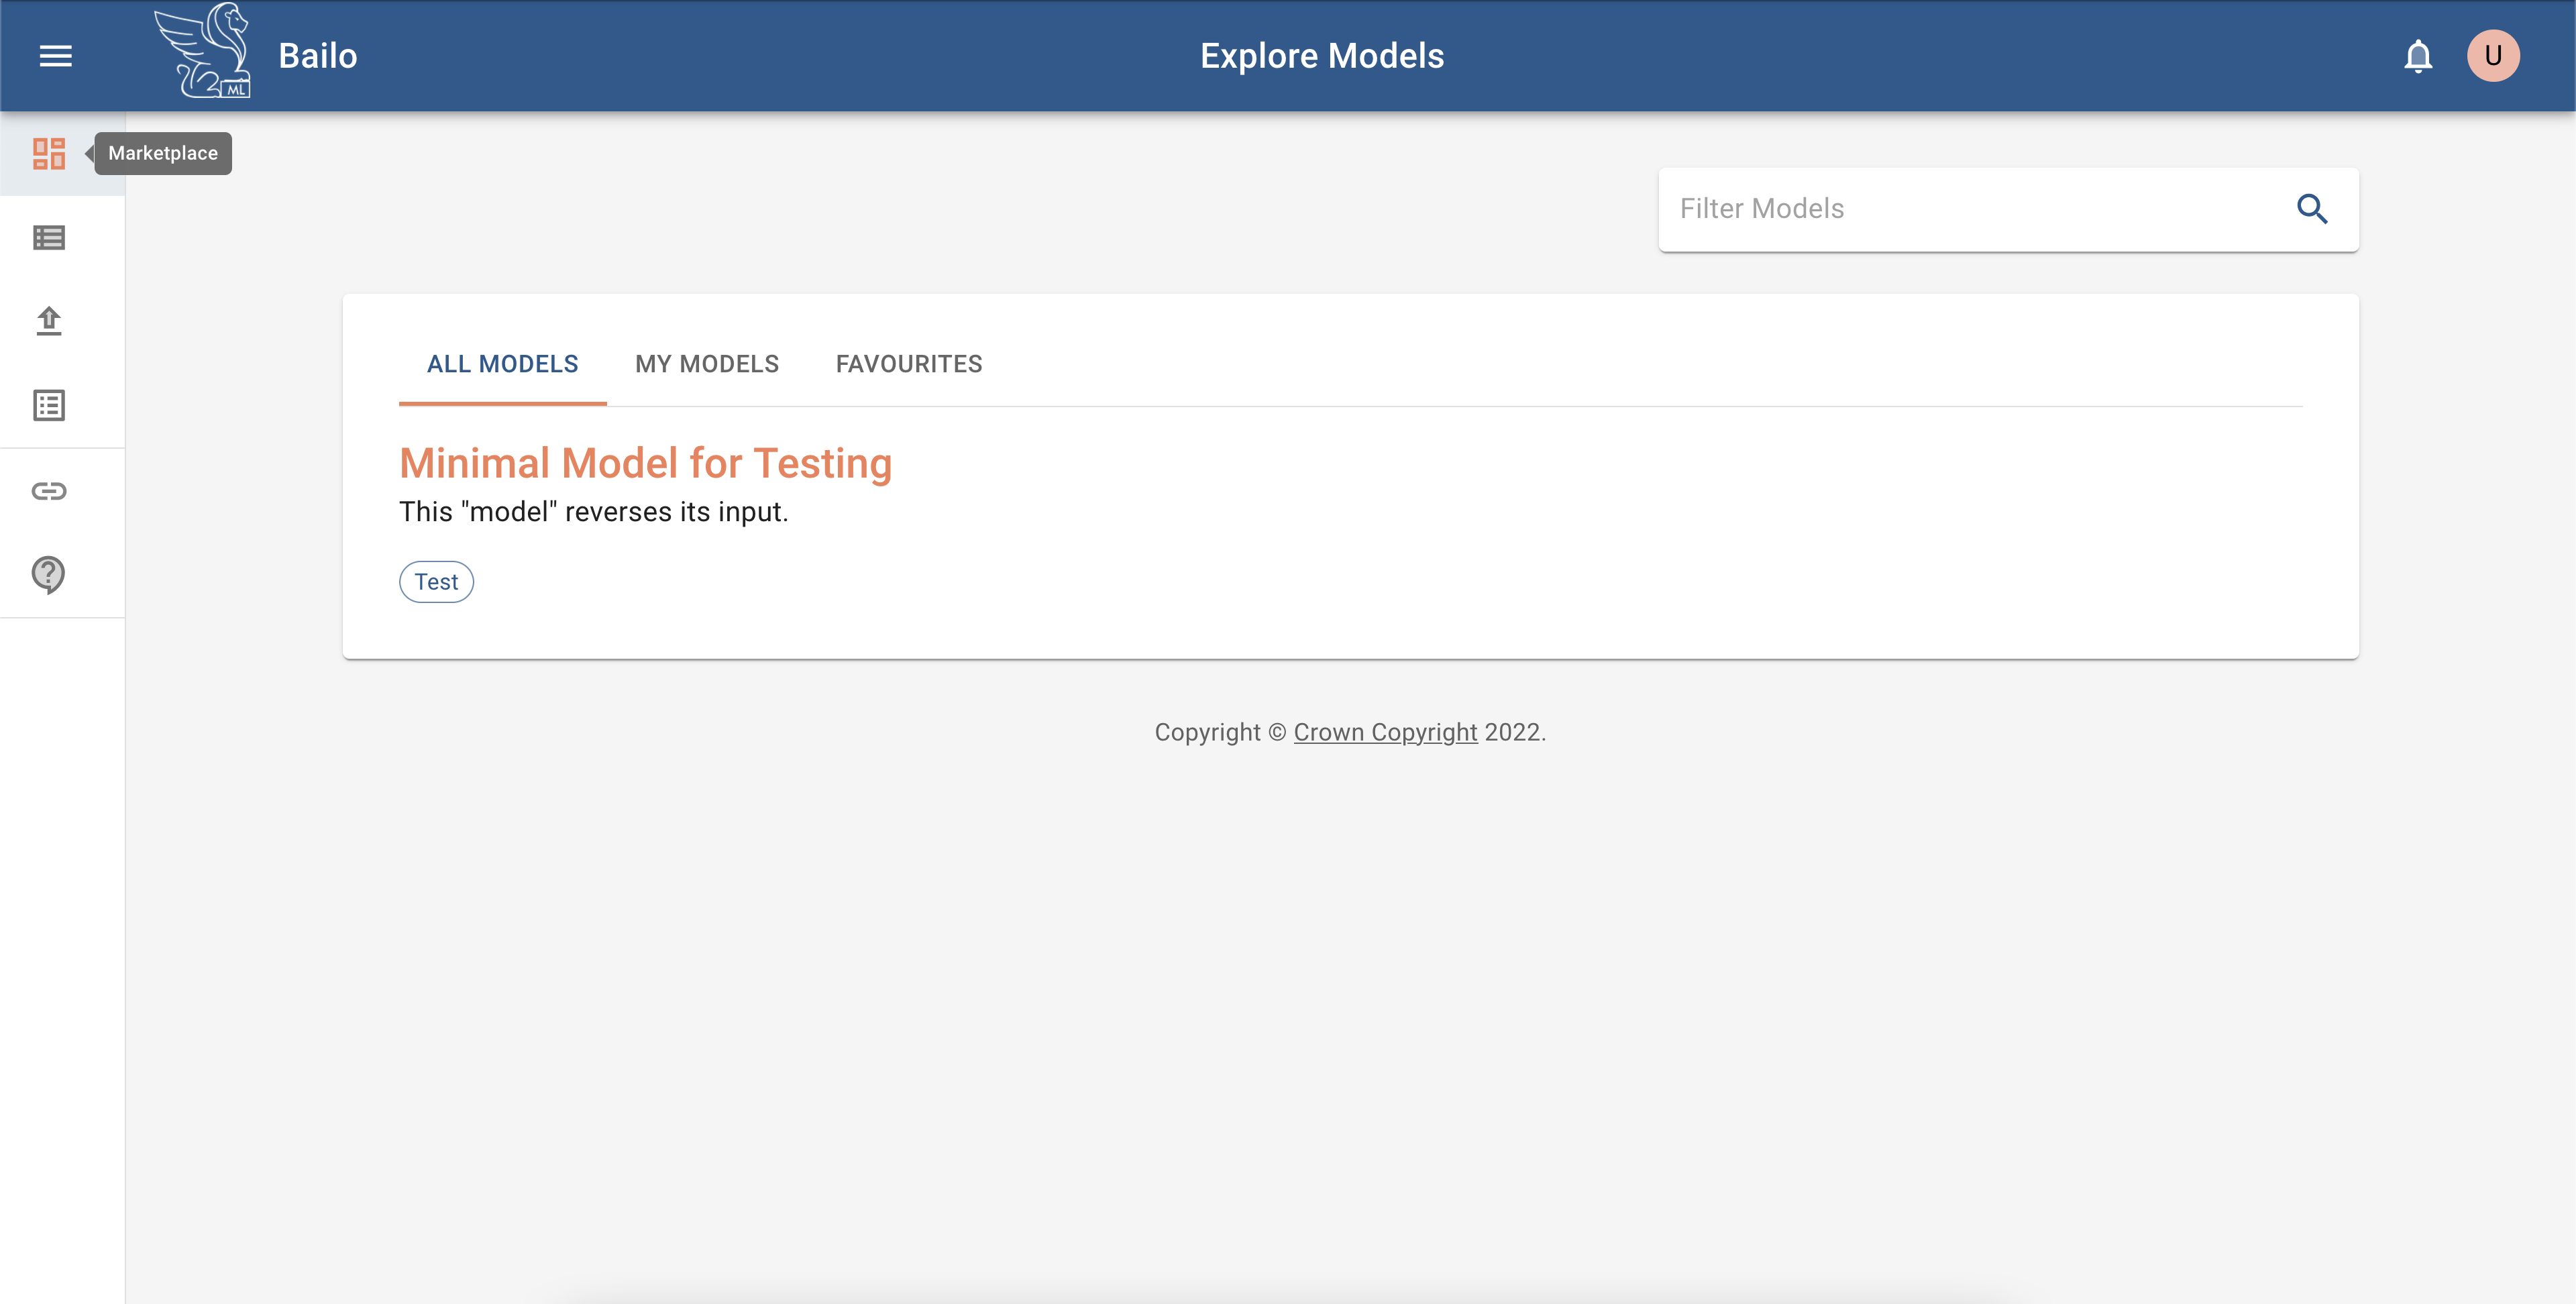 Bailo
Explore Models
U
ML
Marketplace
Filter Models
ALL MODELS
MY MODELS
FAVOURITES
Minimal Model for Testing
This "model" reverses its input.
Test
Copyright © Crown Copyright 2022.